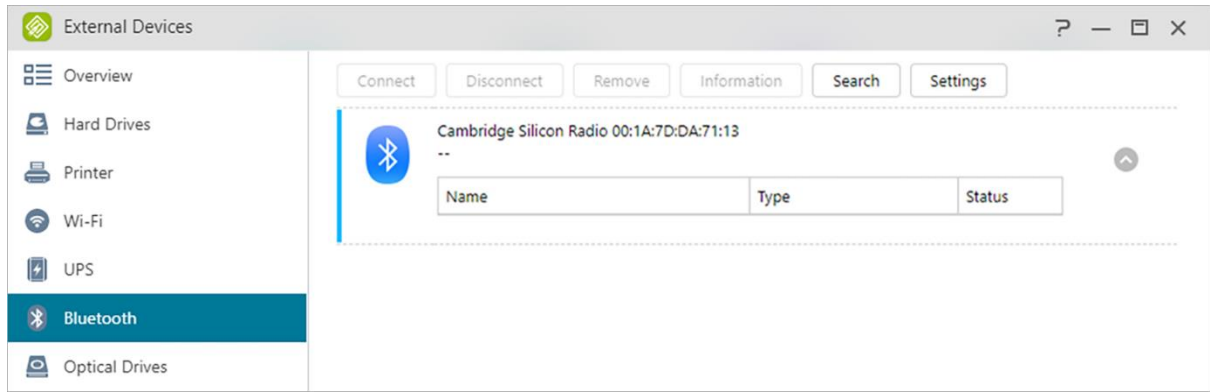 External Devices
Overview
Hard Drives
Printer
Wi-Fi
UPS
Bluetooth
Optical Drives
Connect Disconnect Remove Information Search Settings
Cambridge Silicon Radio 00:1A:7D:DA:71:13
--
Name Type Status